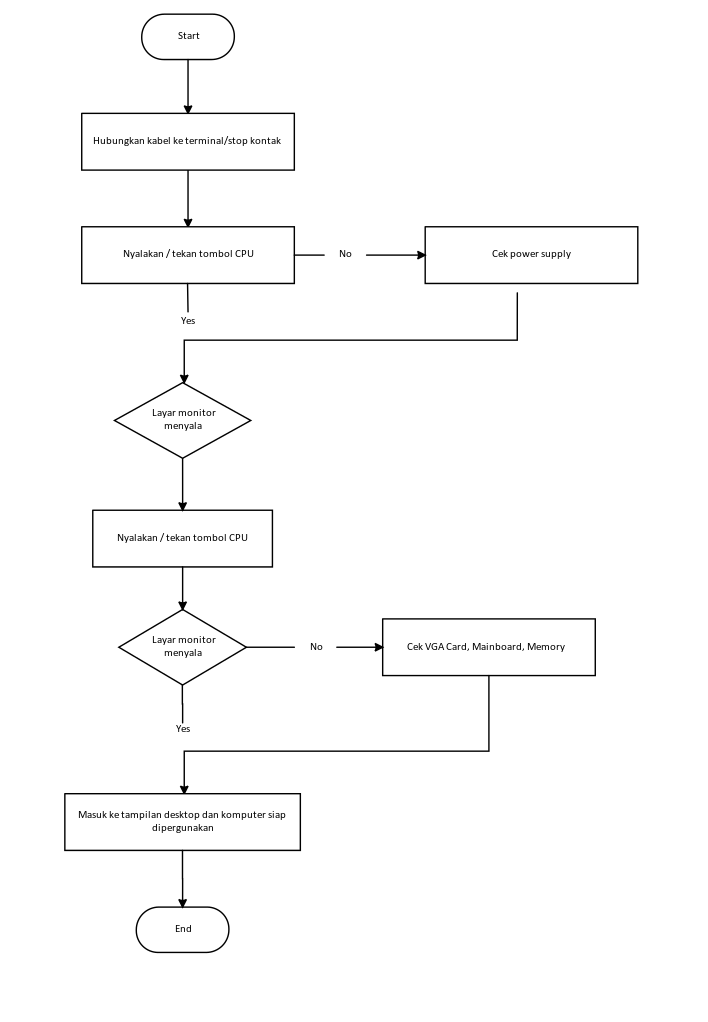 Start
Hubungkan kabel ke terminal/stop kontak
Nyalakan / tekan tombol CPU
No
Cek power supply
Yes
Layar monitor
menyala
Nyalakan / tekan tombol CPU
Layar monitor
menyala
No
Cek VGA Card, Mainboard, Memory
Yes
Masuk ke tampilan desktop dan komputer siap
dipergunakan
End